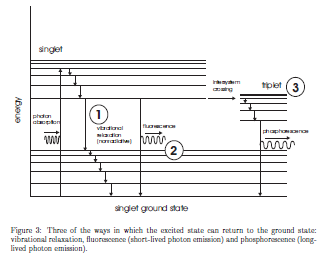 singlet
intersystem
crossing
triplet
3
energy
1
photon
absorption
vibrational
relaxation
(nonradiative)
fluorescence
2
phosphorescence
singlet ground state
Figure 3: Three of the ways in which the excited state can return to the ground state:
vibrational relaxation, fluorescence (short-lived photon emission) and phosphorescence (long-
lived photon emission).